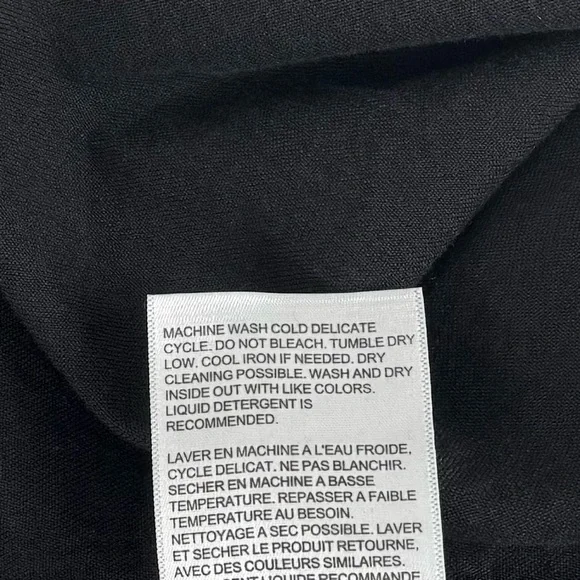 MACHINE WASH COLD DELICATE
CYCLE. DO NOT BLEACH. TUMBLE DRY
LOW. COOL IRON IF NEEDED. DRY
CLEANING POSSIBLE. WASH AND DRY
INSIDE OUT WITH LIKE COLORS.
LIQUID DETERGENT IS
RECOMMENDED.
LAVER EN MACHINE A L'EAU FROIDE,
CYCLE DELICAT. NE PAS BLANCHIR.
SECHER EN MACHINE A BASSE
TEMPERATURE. REPASSER A FAIBLE
TEMPERATURE AU BESOIN.
NETTOYAGE A SEC POSSIBLE. LAVER
ET SECHER LE PRODUIT RETOURNE,
AVEC DES COULEURS SIMILAIRES.
LIQUIDE RECOMMANDE